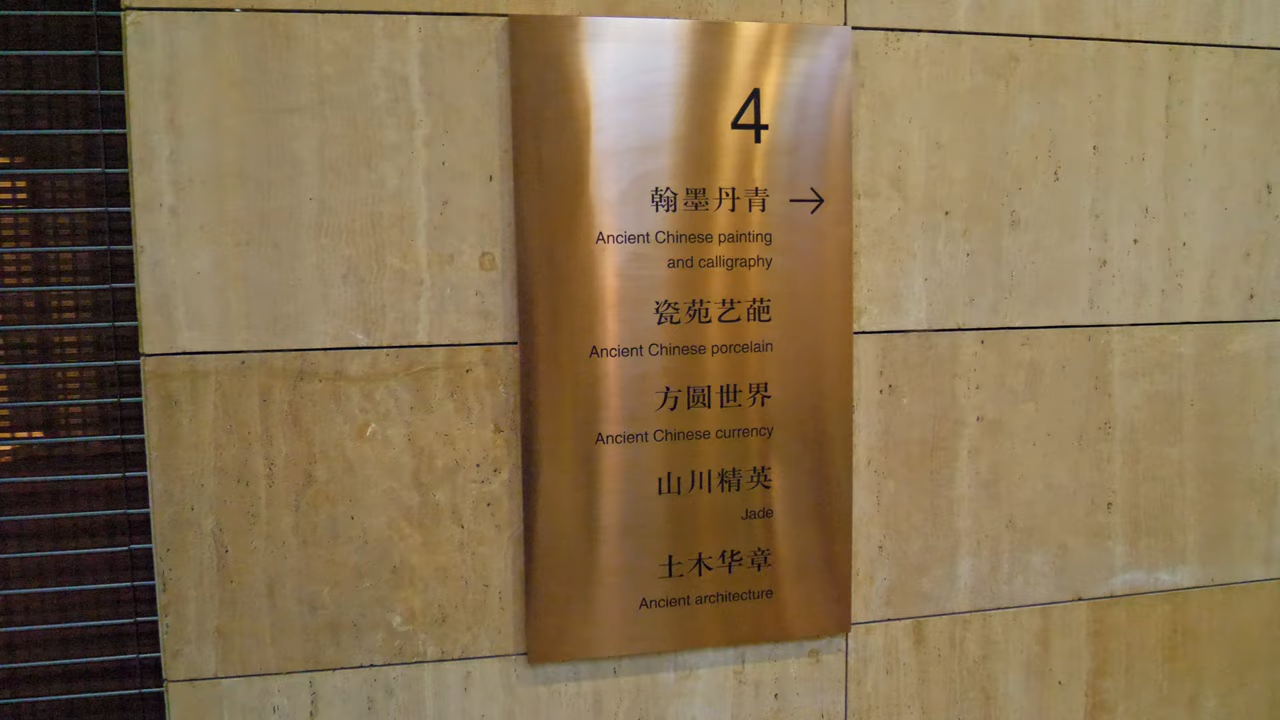 4
翰墨丹青 →
Ancient Chinese painting
and calligraphy
瓷苑艺葩
Ancient Chinese porcelain
方圆世界
Ancient Chinese currency
山川精英
Jade
土木华章
Ancient architecture